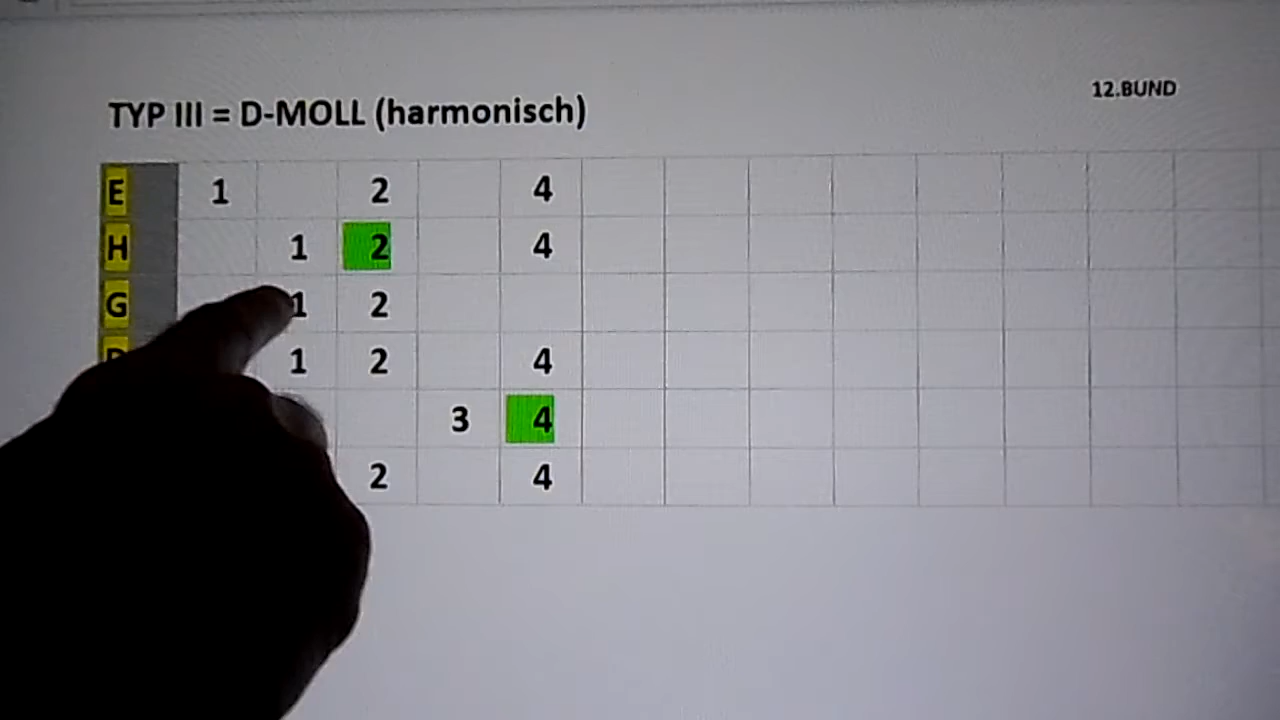 12.BUND
TYP III = D-MOLL (harmonisch)
E 1 2 4
H 1 2 4
G 1 2
1 2 4
3 4
2 4